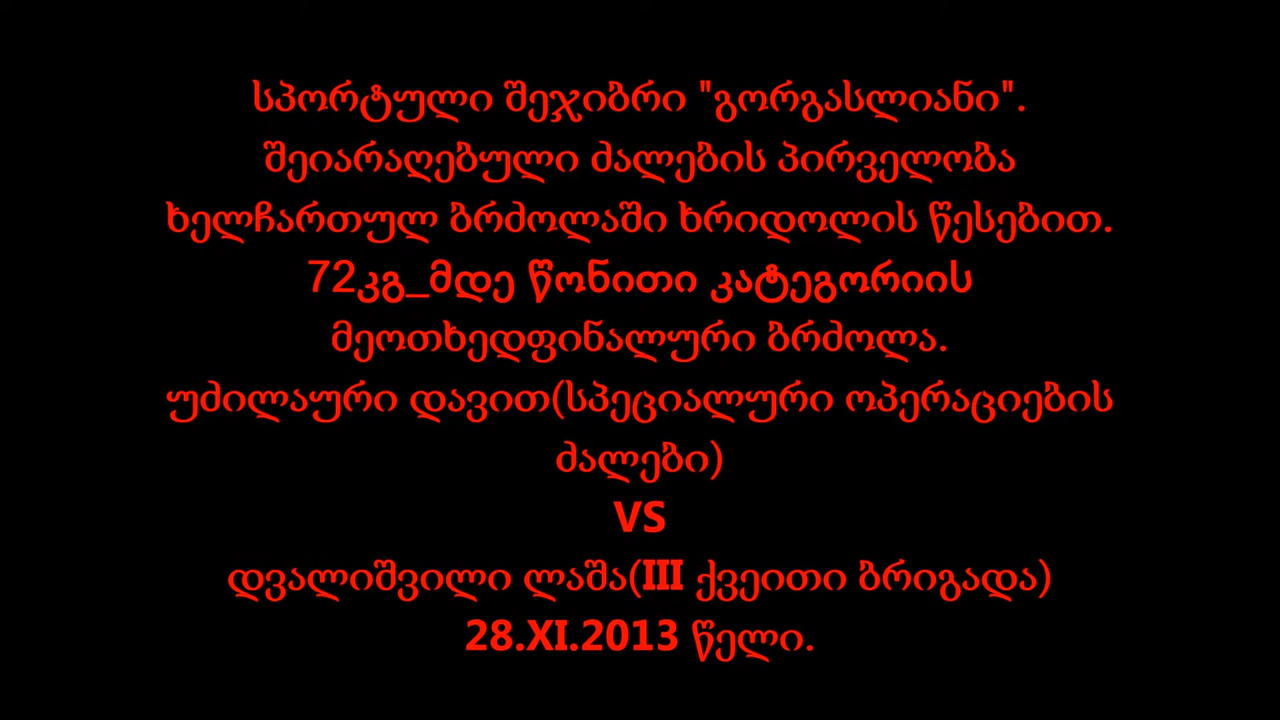 სპორტული შეჯიბრი "გორგასლიანი".
შეიარაღებული ძალების პირველობა
ხელჩართულ ბრძოლაში ხრიდოლის წესებით.
72კგ_მდე წონითი კატეგორიის
მეოთხედფინალური ბრძოლა.
უძილაური დავით(სპეციალური ოპერაციების
ძალები)
VS
დვალიშვილი ლაშა(III ქვეითი ბრიგადა)
28.XI.2013 წელი.